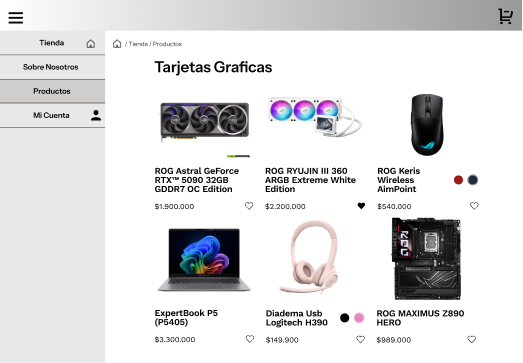 / Tienda / Productos
Tienda
Sobre Nosotros
Productos
Mi Cuenta
Tarjetas Graficas
ROG Astral GeForce
RTX™ 5090 32GB
GDDR7 OC Edition
$1.900.000
ROG RYUJIN III 360
ARGB Extreme White
Edition
$2.200.000
ROG Keris
Wireless
AimPoint
$540.000
ExpertBook P5
(P5405)
$3.300.000
Diadema Usb
Logitech H390
$149.900
ROG MAXIMUS Z890
HERO
$989.000